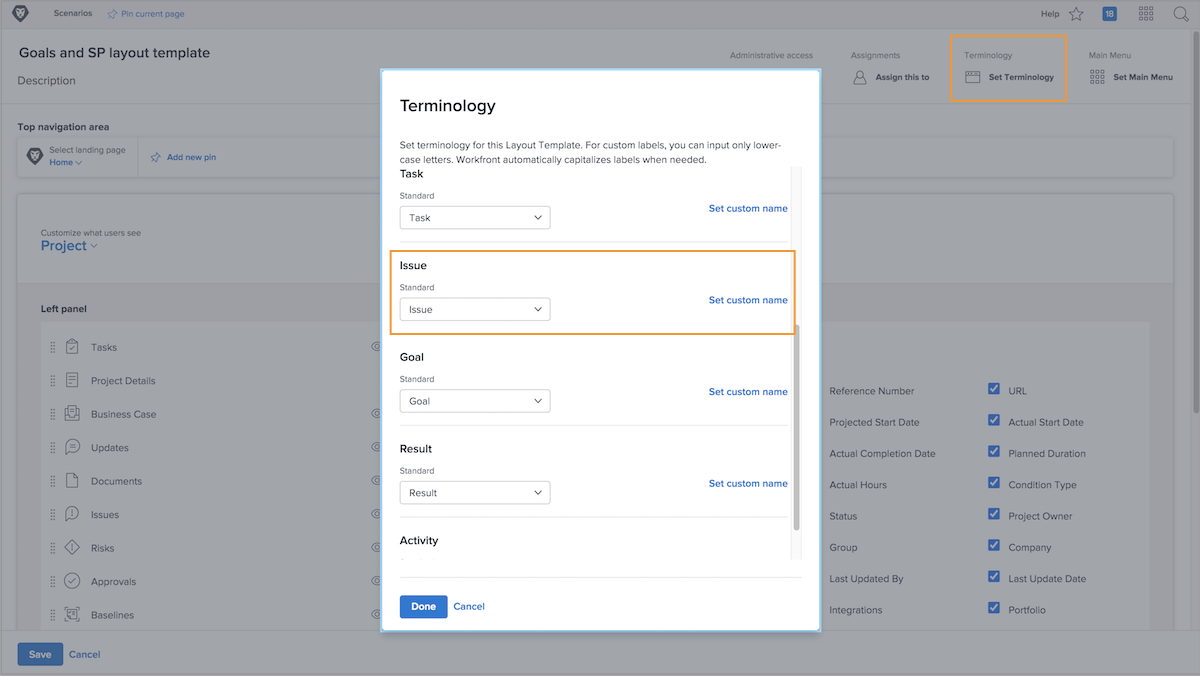 Scenarios
Pin current page
Help
18
Goals and SP layout template
Description
Administrative access
Assignments
Assign this to
Terminology
Set Terminology
Main Menu
Set Main Menu
Top navigation area
Select landing page
Home
Add new pin
Customize what users see
Project
Left panel
Tasks
Project Details
Business Case
Updates
Documents
Issues
Risks
Approvals
Baselines
Terminology
Set terminology for this Layout Template. For custom labels, you can input only lower-
case letters. Workfront automatically capitalizes labels when needed.
Task
Standard
Task
Set custom name
Issue
Standard
Issue
Set custom name
Goal
Standard
Goal
Set custom name
Result
Standard
Result
Set custom name
Activity
Done
Cancel
Reference Number
URL
Projected Start Date
Actual Start Date
Actual Completion Date
Planned Duration
Actual Hours
Condition Type
Status
Project Owner
Group
Company
Last Updated By
Last Update Date
Integrations
Portfolio
Save
Cancel